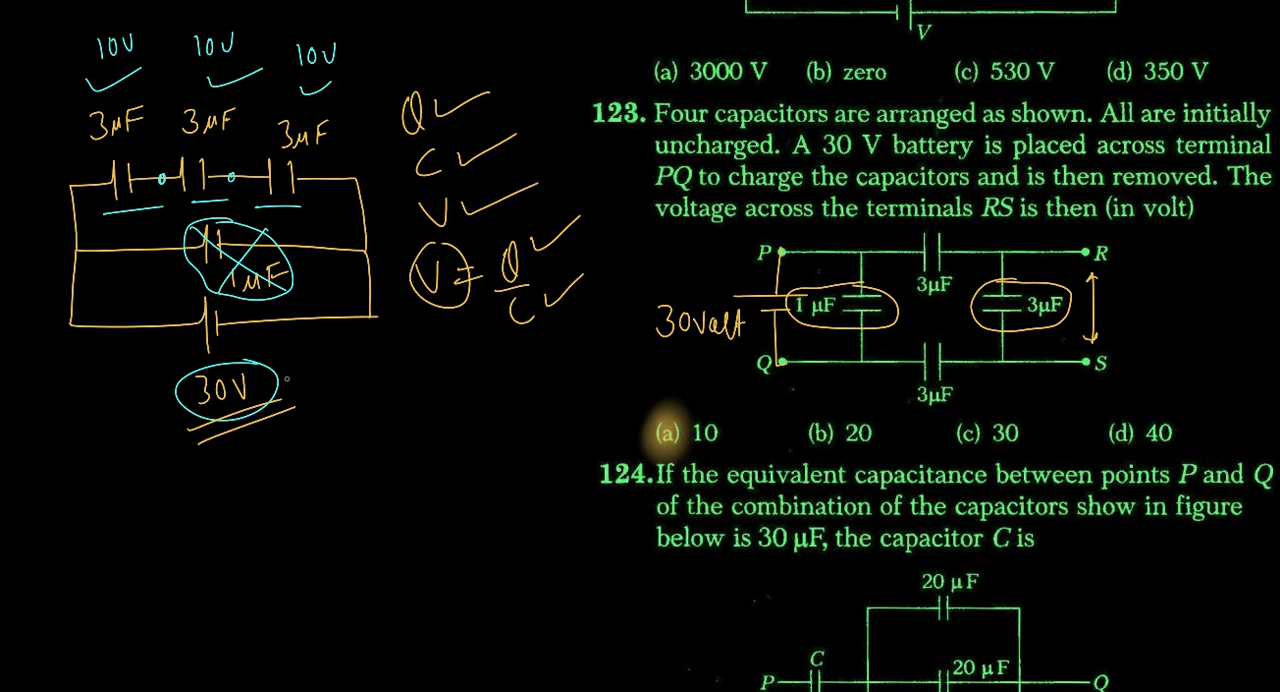 10V 10V 10V
3μF 3μF 3μF
1μF
30V
Q
C
V
V = Q
C
V
(a) 3000 V (b) zero (c) 530 V (d) 350 V
123. Four capacitors are arranged as shown. All are initially
uncharged. A 30 V battery is placed across terminal
PQ to charge the capacitors and is then removed. The
voltage across the terminals RS is then (in volt)
P R
3μF
30volt 1 μF 3μF
Q S
3μF
(a) 10 (b) 20 (c) 30 (d) 40
124. If the equivalent capacitance between points P and Q
of the combination of the capacitors show in figure
below is 30 μF, the capacitor C is
20 μF
C
20 μF
P Q